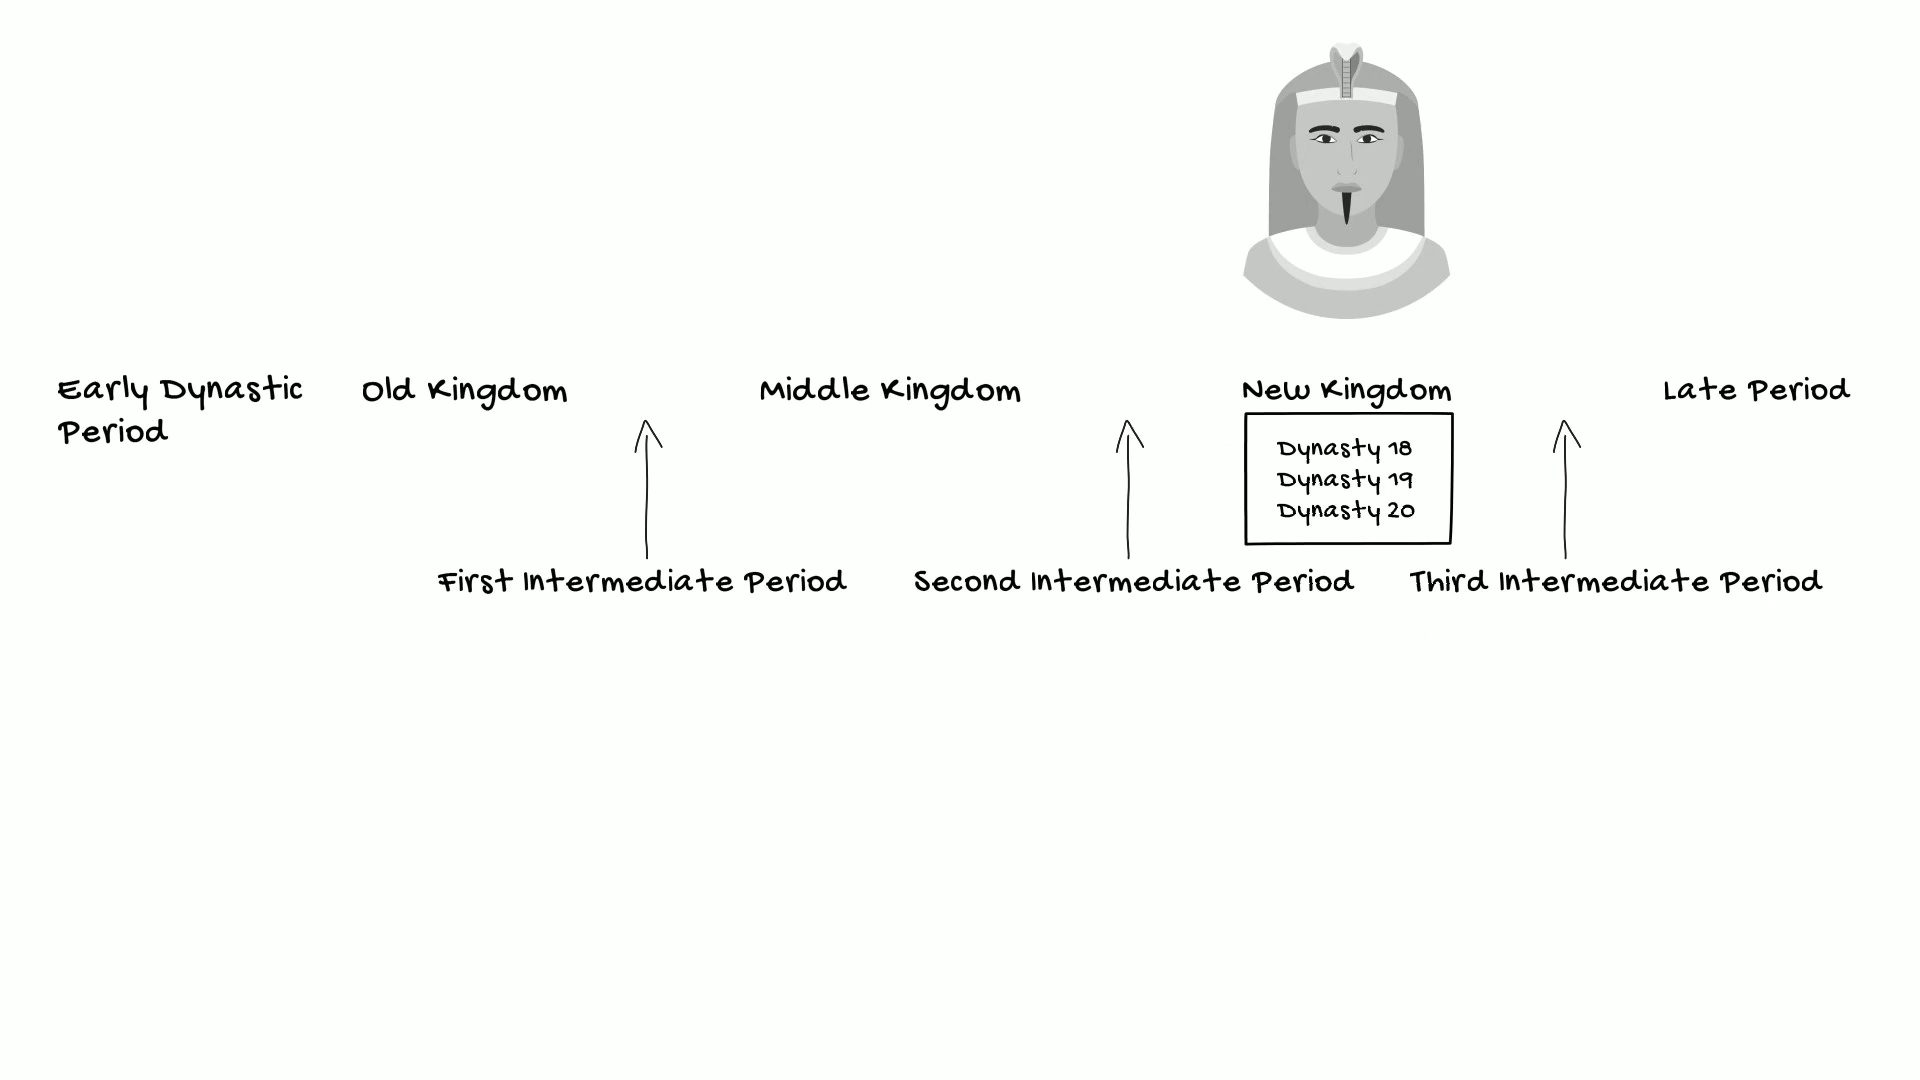 Early Dynastic
Period
Old Kingdom
Middle Kingdom
New Kingdom
Late Period
Dynasty 18
Dynasty 19
Dynasty 20
First Intermediate Period
Second Intermediate Period
Third Intermediate Period